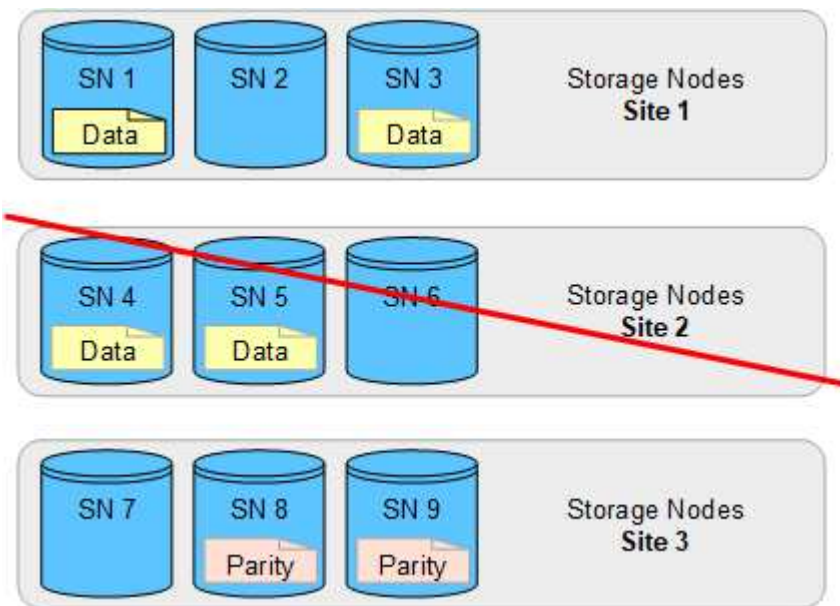 SN 1 SN 2 SN 3 Storage Nodes
Site 1
Data Data
SN 4 SN 5 SN 6 Storage Nodes
Site 2
Data Data
SN 7 SN 8 SN 9 Storage Nodes
Site 3
Parity Parity